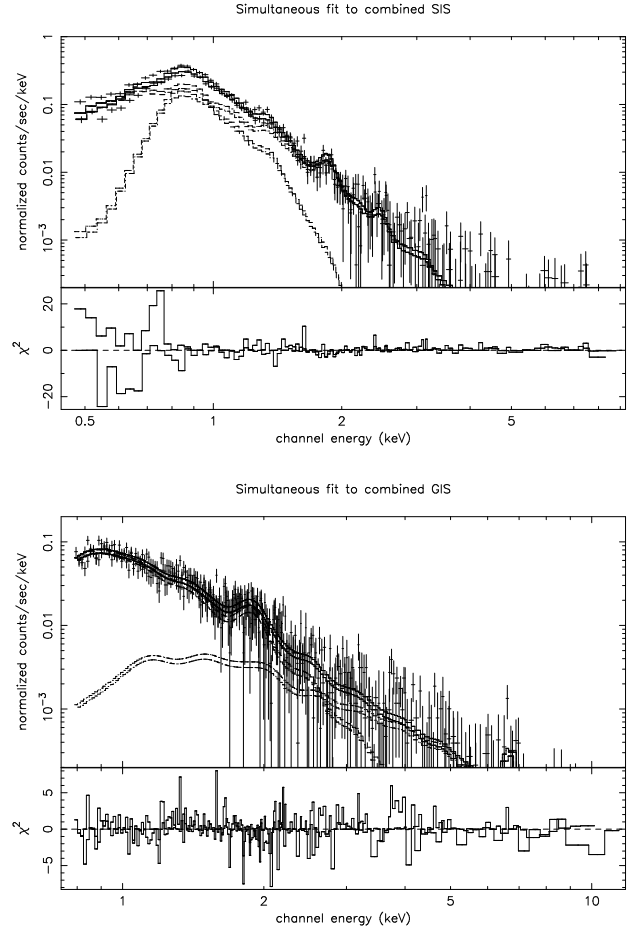 Simultaneous fit to combined SIS
normalized counts/sec/keV
1
0.1
0.01
10⁻³
χ²
20
0
−20
0.5 1 2 5
channel energy (keV)
Simultaneous fit to combined GIS
normalized counts/sec/keV
0.1
0.01
10⁻³
χ²
5
0
−5
1 2 5 10
channel energy (keV)